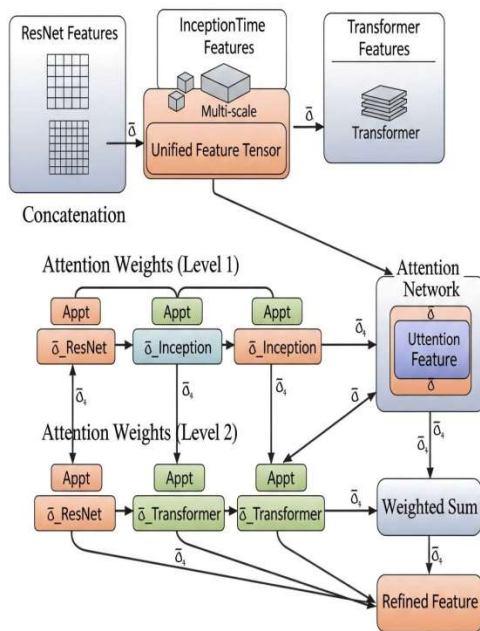 ResNet Features
InceptionTime
Features
Transformer
Features
Multi-scale
Unified Feature Tensor
Transformer
δ̄
δ̄
Concatenation
Attention Weights (Level 1)
Attention
Network
Appt
Appt
Appt
δ̄_ResNet
δ̄_Inception
δ̄_Inception
δ̄₄
δ̄
Uttention
Feature
δ̄
δ̄₄
δ̄₄
δ̄₄
δ̄
Attention Weights (Level 2)
δ̄₄
δ̄₄
Appt
Appt
Appt
δ̄_ResNet
δ̄_Transformer
δ̄_Transformer
δ̄₄
Weighted Sum
δ̄₄
δ̄₄
Refined Feature